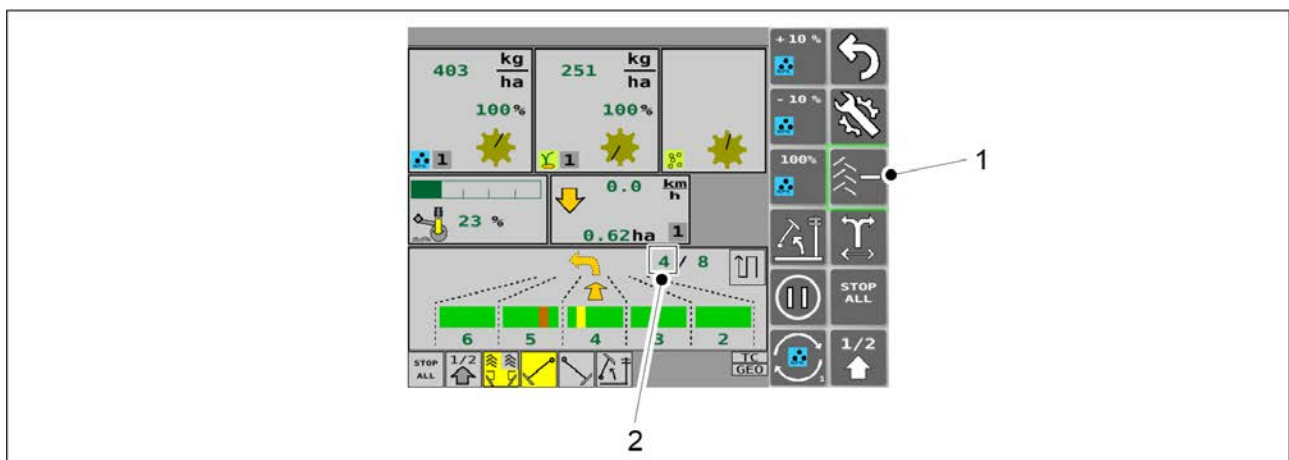 403 kg/ha
100%
1
251 kg/ha
100%
1
23 %
0.0 km/h
0.62ha 1
4 / 8
6 5 4 3 2
STOP ALL
1/2
TC
GEO
+10 %
- 10 %
100%
STOP ALL
1
1/2
1
2